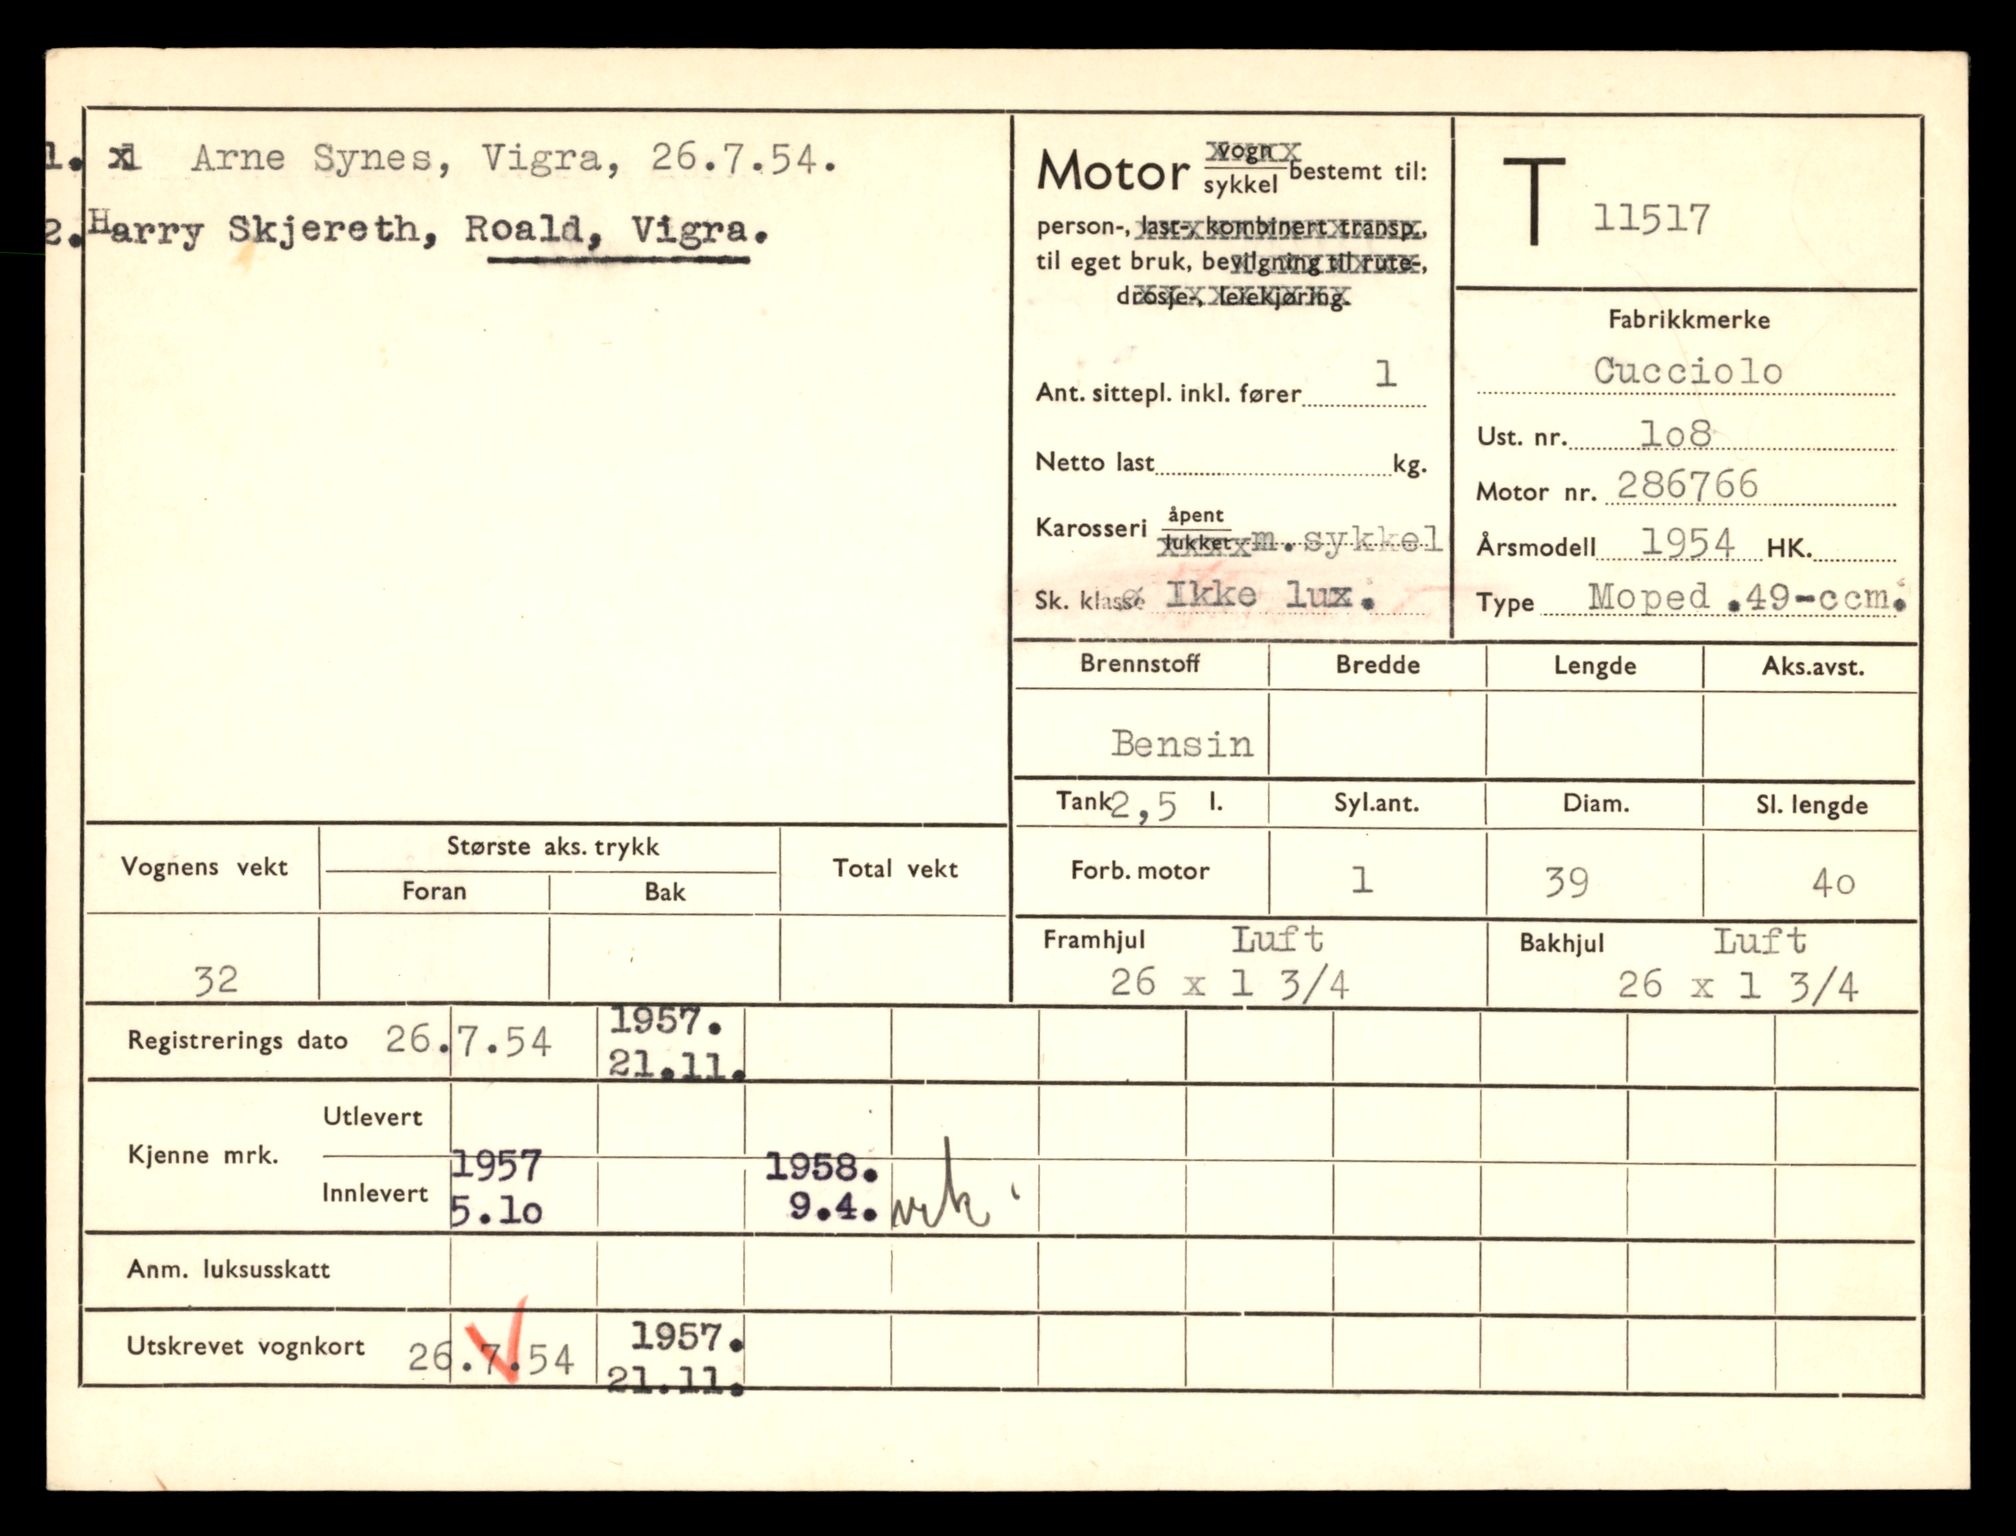 1. x1 Arne Synes, Vigra, 26.7.54.
2. Harry Skjereth, Roald, Vigra.
Motor vogn/sykkel bestemt til:
person-, last-, kombinert transp.,
til eget bruk, bevilgning til rute-,
drosje-, leiekjøring.
Ant. sittepl. inkl. fører 1
Netto last kg.
Karosseri åpent/lukket m.sykkel
Sk. klasse Ikke lux.
T 11517
Fabrikkmerke
Cucciolo
Ust. nr. 1o8
Motor nr. 286766
Årsmodell 1954 HK.
Type Moped .49-ccm.
Brennstoff Bredde Lengde Aks.avst.
Bensin
Tank 2,5 l. Syl.ant. Diam. Sl. lengde
Forb. motor 1 39 4o
Framhjul Luft Bakhjul Luft
26 x 1 3/4 26 x 1 3/4
Vognens vekt Største aks. trykk Total vekt
Foran Bak
32
Registrerings dato 26.7.54 1957.
21.11.
Kjenne mrk. Utlevert
Innlevert 1957 1958.
5.1o 9.4.
Anm. luksusskatt
Utskrevet vognkort 26.7.54 1957.
21.11.